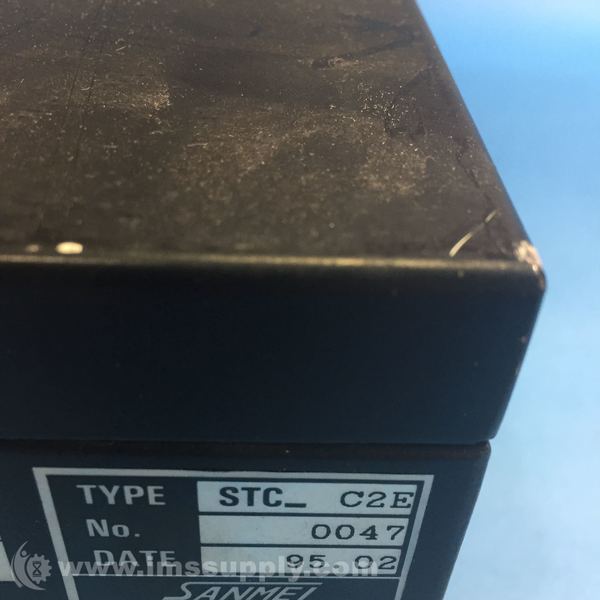 TYPE STC_ C2E
No. 0047
DATE 95.02
www.imssupply.com
SANMEI